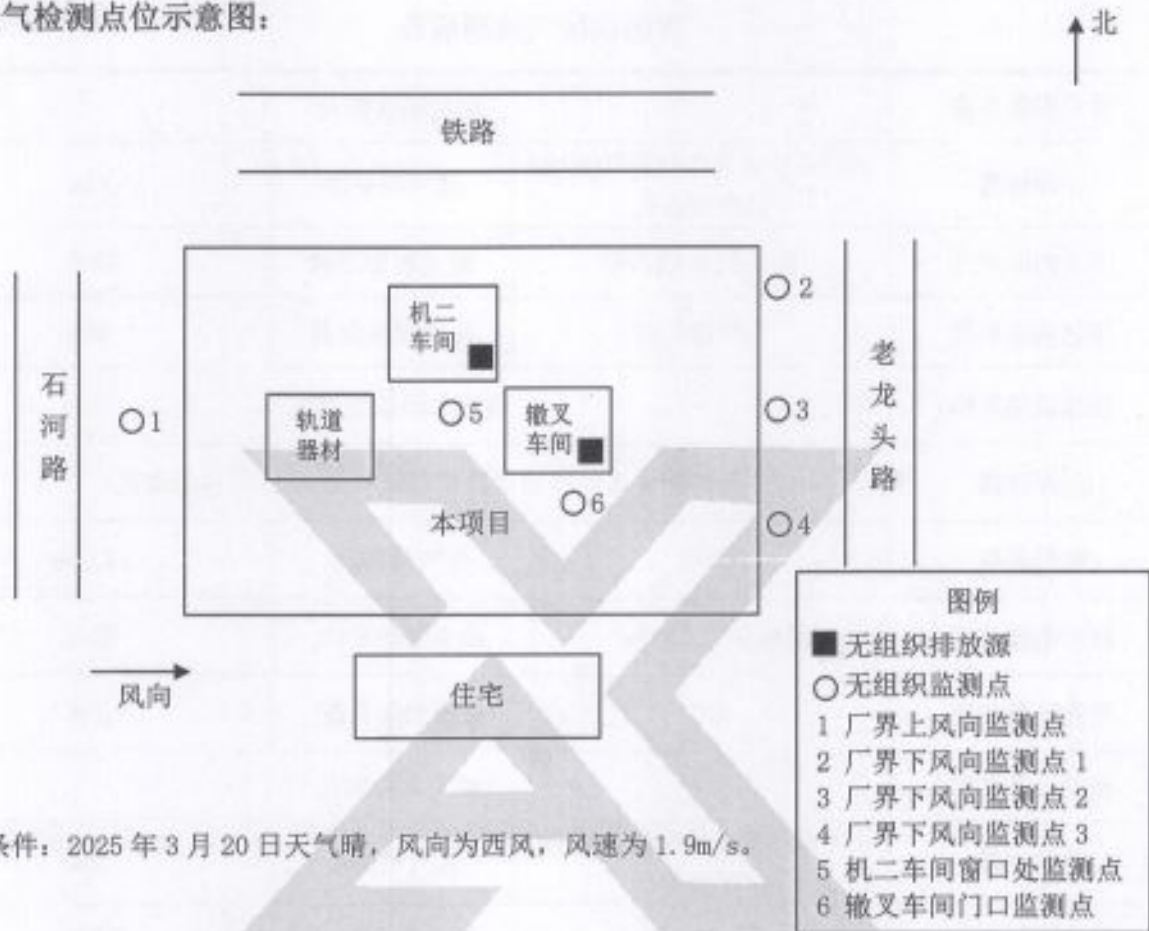 气检测点位示意图：
北
铁路
石河路
老龙头路
机二
车间
轨道
器材
辙叉
车间
○1
○2
○3
○4
○5
○6
本项目
风向
住宅
图例
■无组织排放源
○无组织监测点
1 厂界上风向监测点
2 厂界下风向监测点1
3 厂界下风向监测点2
4 厂界下风向监测点3
5 机二车间窗口处监测点
6 辙叉车间门口监测点
条件：2025年3月20日天气晴，风向为西风，风速为1.9m/s。